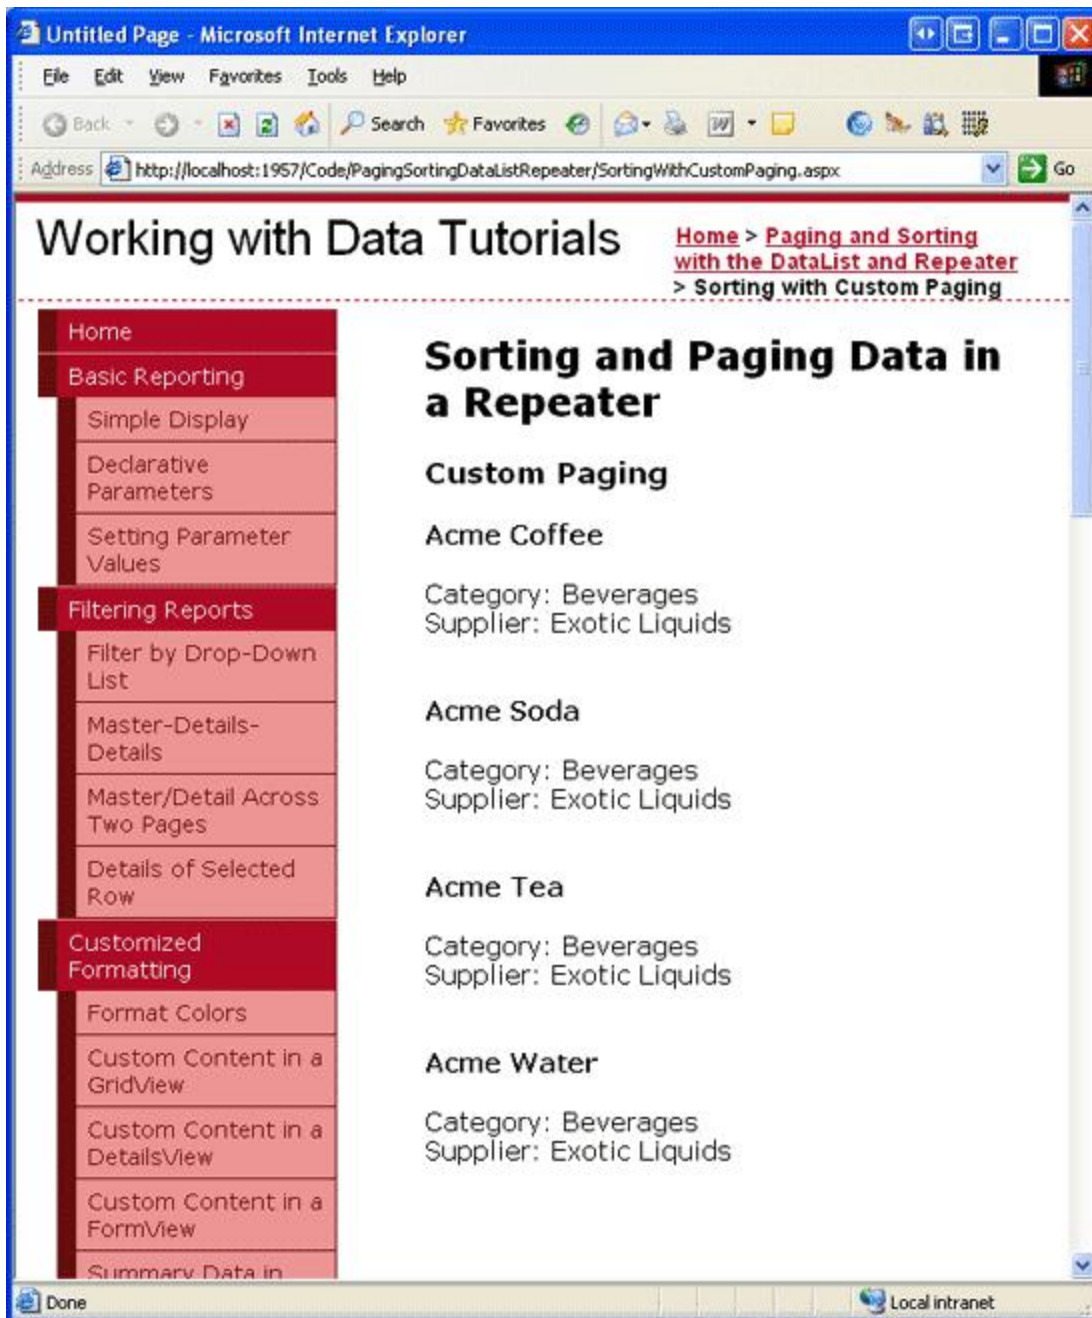 Untitled Page - Microsoft Internet Explorer
File Edit View Favorites Tools Help
Back Search Favorites
Address http://localhost:1957/Code/PagingSortingDataListRepeater/SortingWithCustomPaging.aspx Go
Working with Data Tutorials
Home > Paging and Sorting
with the DataList and Repeater
> Sorting with Custom Paging
Home
Basic Reporting
Simple Display
Declarative
Parameters
Setting Parameter
Values
Filtering Reports
Filter by Drop-Down
List
Master-Details-
Details
Master/Detail Across
Two Pages
Details of Selected
Row
Customized
Formatting
Format Colors
Custom Content in a
GridView
Custom Content in a
DetailsView
Custom Content in a
FormView
Summary Data in
Sorting and Paging Data in
a Repeater
Custom Paging
Acme Coffee
Category: Beverages
Supplier: Exotic Liquids
Acme Soda
Category: Beverages
Supplier: Exotic Liquids
Acme Tea
Category: Beverages
Supplier: Exotic Liquids
Acme Water
Category: Beverages
Supplier: Exotic Liquids
Done
Local intranet